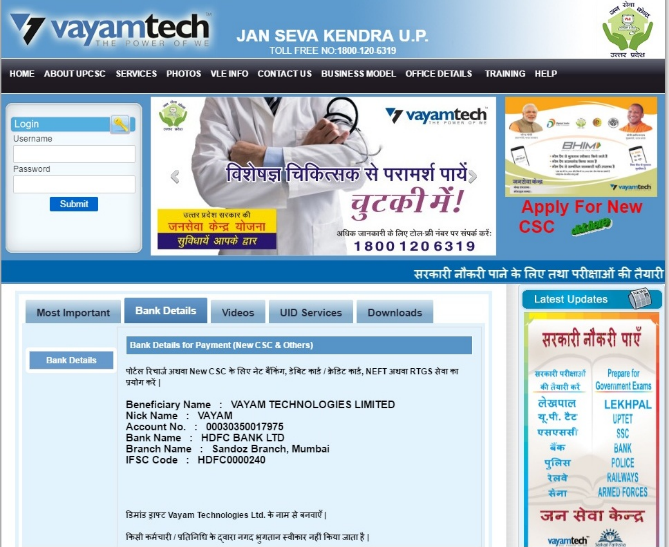 vayamtech
THE POWER OF WE
JAN SEVA KENDRA U.P.
TOLL FREE NO:1800-120-6319
जन सेवा केन्द्र
उत्तर प्रदेश
HOME ABOUT UPCSC SERVICES PHOTOS VLE INFO CONTACT US BUSINESS MODEL OFFICE DETAILS TRAINING HELP
Login
Username
Password
Submit
vayamtech
THE POWER OF WE
विशेषज्ञ चिकित्सक से परामर्श पायें
चुटकी में!
उत्तर प्रदेश सरकार की
जनसेवा केन्द्र योजना
सुविधायें आपके द्वार
अधिक जानकारी के लिए टोल-फ्री नंबर पर संपर्क करें:
1800 120 6319
BHIM
vayamtech
Apply For New
CSC
सरकारी नौकरी पाने के लिए तथा परीक्षाओं की तैयारी
Most Important
Bank Details
Videos
UID Services
Downloads
Bank Details
Bank Details for Payment (New CSC & Others)
पोर्टल रिचार्ज अथवा New CSC के लिए नेट बैंकिंग, डेबिट कार्ड / क्रेडिट कार्ड, NEFT अथवा RTGS सेवा का
प्रयोग करें |
Beneficiary Name : VAYAM TECHNOLOGIES LIMITED
Nick Name : VAYAM
Account No. : 00030350017975
Bank Name : HDFC BANK LTD
Branch Name : Sandoz Branch, Mumbai
IFSC Code : HDFC0000240
डिमांड ड्राफ्ट Vayam Technologies Ltd. के नाम से बनवाएँ |
किसी कर्मचारी / प्रतिनिधि के द्वारा नगद भुगतान स्वीकार नहीं किया जाता है |
Latest Updates
सरकारी नौकरी पाएँ
सरकारी परीक्षाओं Prepare for
की तैयारी करें Government Exams
लेखपाल LEKHPAL
यू.पी. टैट UPTET
एसएससी SSC
बैंक BANK
पुलिस POLICE
रेलवे RAILWAYS
सेना ARMED FORCES
जन सेवा केन्द्र
vayamtech